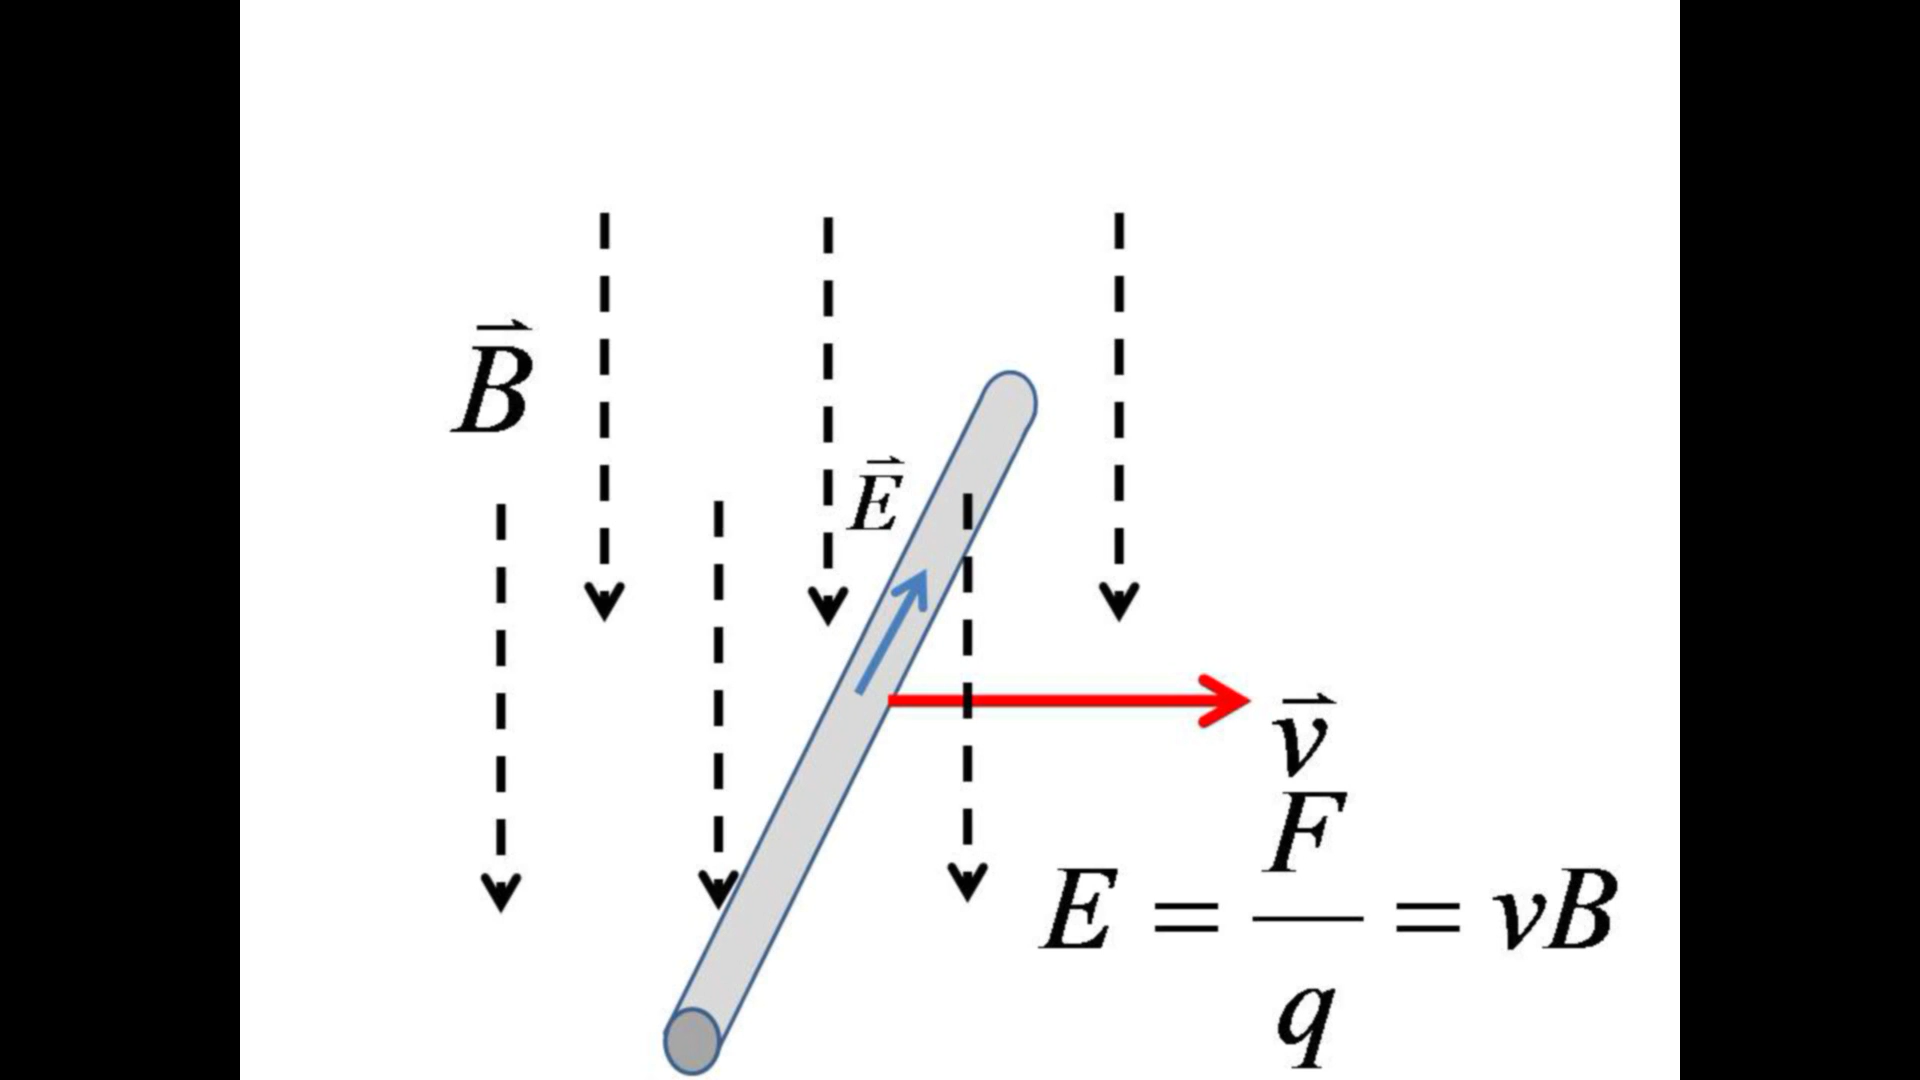 B⃗
E⃗
v⃗
E = F/q = vB